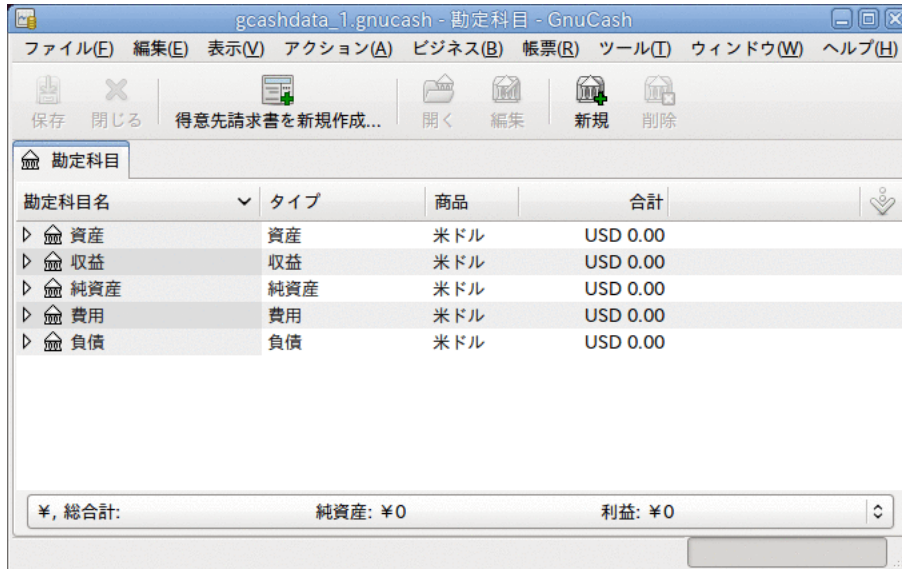 gcashdata_1.gnucash - 勘定科目 - GnuCash
ファイル(F) 編集(E) 表示(V) アクション(A) ビジネス(B) 帳票(R) ツール(T) ウィンドウ(W) ヘルプ(H)
保存 閉じる 得意先請求書を新規作成... 開く 編集 新規 削除
勘定科目
勘定科目名 タイプ 商品 合計
資産 資産 米ドル USD 0.00
収益 収益 米ドル USD 0.00
純資産 純資産 米ドル USD 0.00
費用 費用 米ドル USD 0.00
負債 負債 米ドル USD 0.00
¥, 総合計: 純資産: ¥0 利益: ¥0